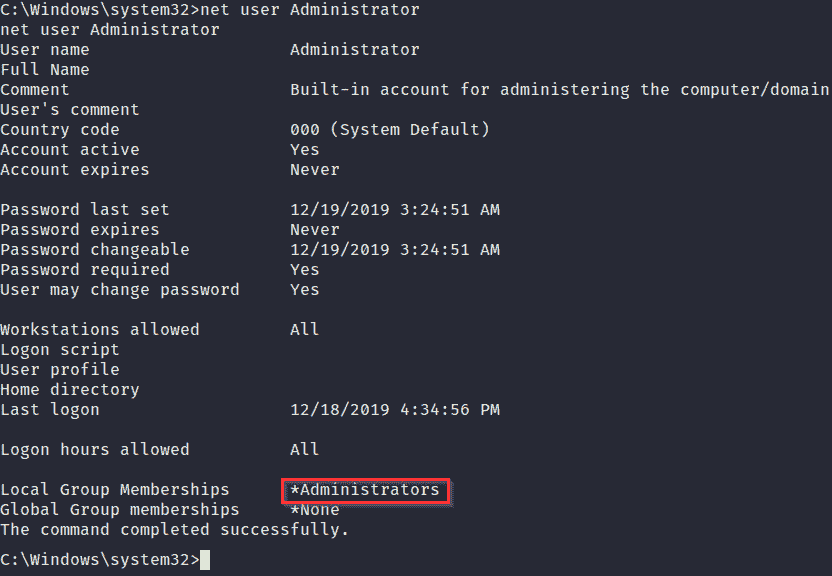 C:\Windows\system32>net user Administrator
net user Administrator
User name                    Administrator
Full Name
Comment                      Built-in account for administering the computer/domain
User's comment
Country code                 000 (System Default)
Account active               Yes
Account expires              Never

Password last set            12/19/2019 3:24:51 AM
Password expires             Never
Password changeable          12/19/2019 3:24:51 AM
Password required            Yes
User may change password     Yes

Workstations allowed         All
Logon script
User profile
Home directory
Last logon                   12/18/2019 4:34:56 PM

Logon hours allowed          All

Local Group Memberships      *Administrators
Global Group memberships     *None
The command completed successfully.

C:\Windows\system32>